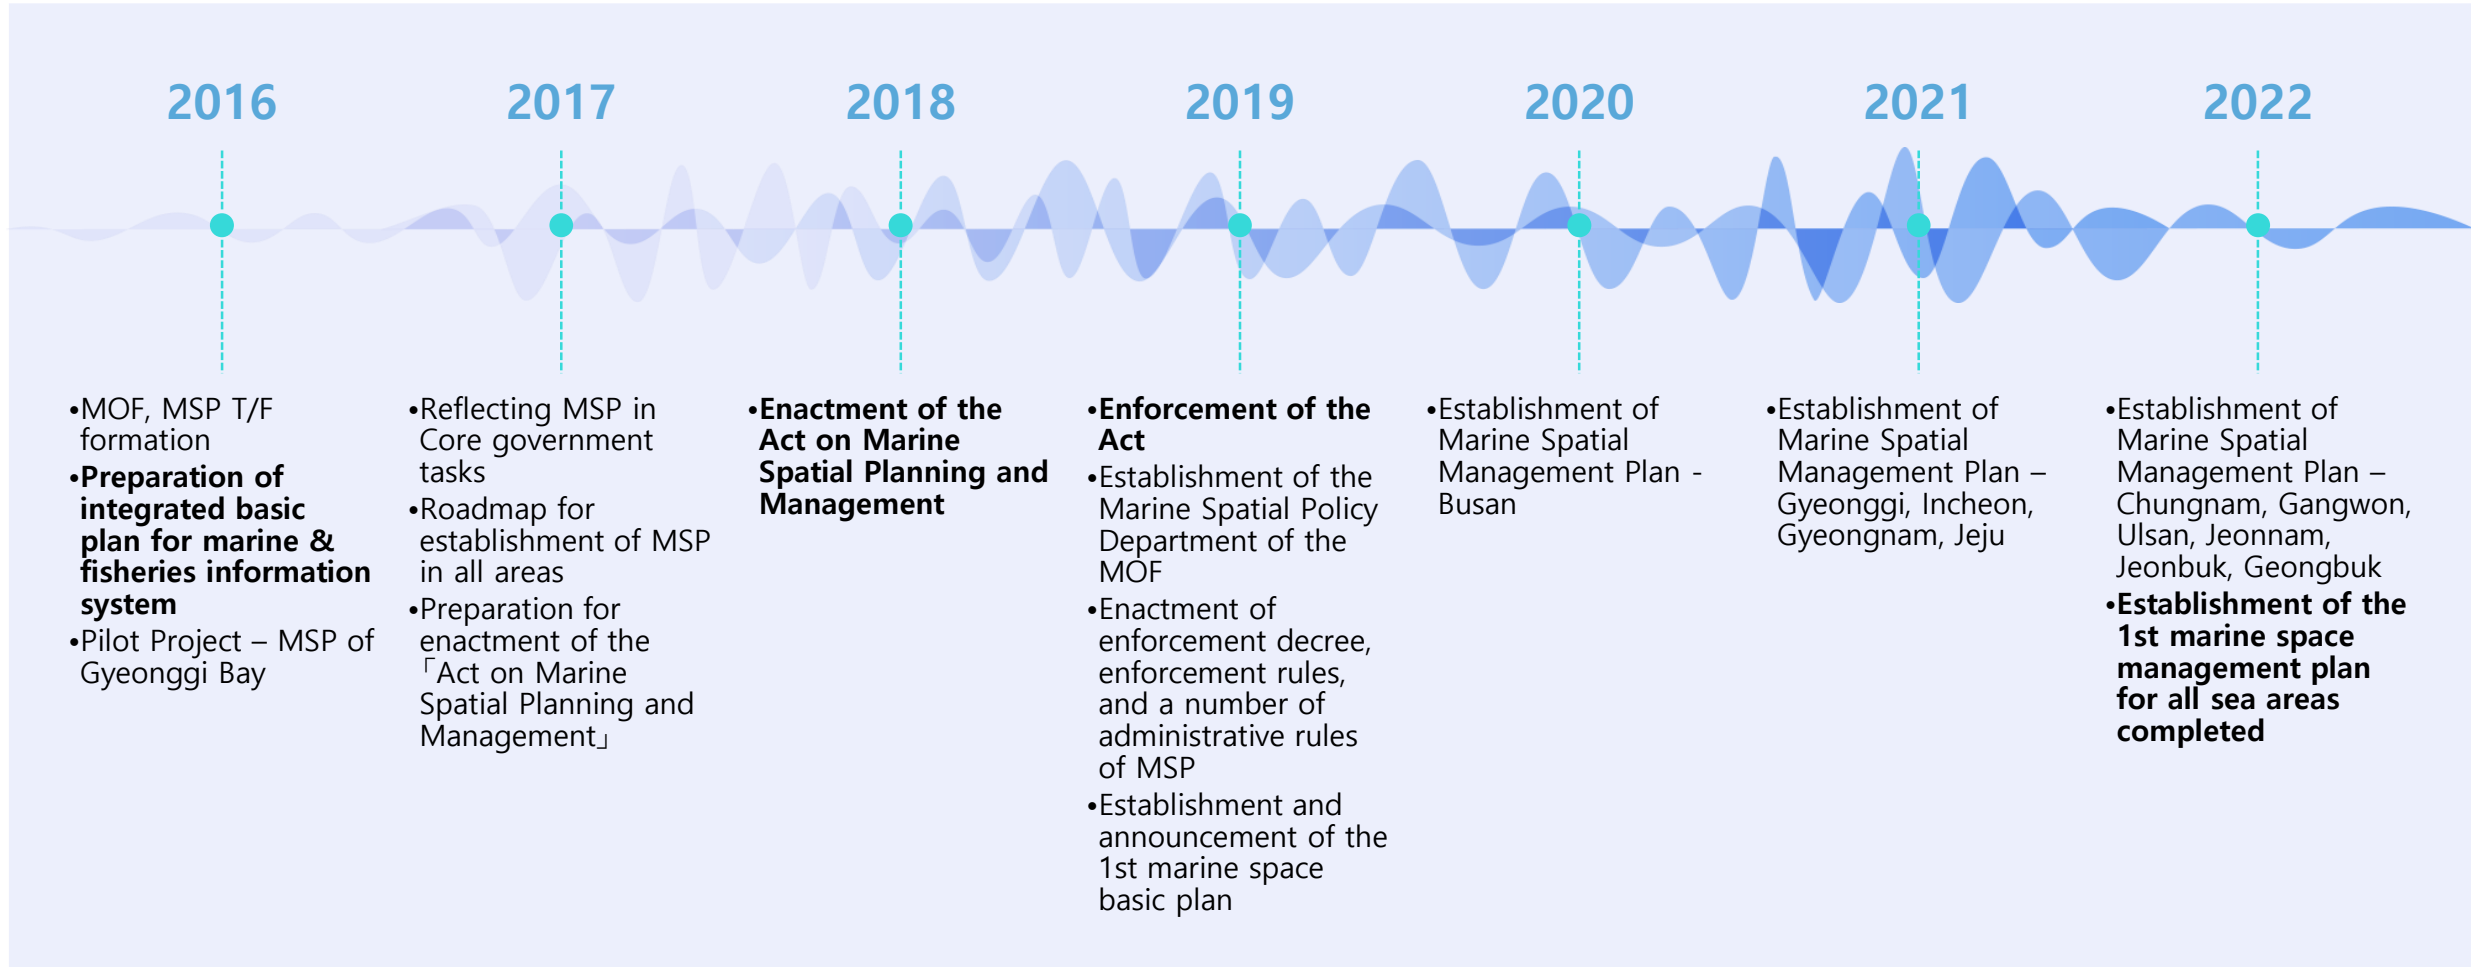 2016
2017
2018
2019
2020
2021
2022
•MOF, MSP T/F
formation
•Preparation of
integrated basic
plan for marine &
fisheries information
system
•Pilot Project – MSP of
Gyeonggi Bay
•Reflecting MSP in
Core government
tasks
•Roadmap for
establishment of MSP
in all areas
•Preparation for
enactment of the
「Act on Marine
Spatial Planning and
Management」
•Enactment of the
Act on Marine
Spatial Planning and
Management
•Enforcement of the
Act
•Establishment of the
Marine Spatial Policy
Department of the
MOF
•Enactment of
enforcement decree,
enforcement rules,
and a number of
administrative rules
of MSP
•Establishment and
announcement of the
1st marine space
basic plan
•Establishment of
Marine Spatial
Management Plan -
Busan
•Establishment of
Marine Spatial
Management Plan –
Gyeonggi, Incheon,
Gyeongnam, Jeju
•Establishment of
Marine Spatial
Management Plan –
Chungnam, Gangwon,
Ulsan, Jeonnam,
Jeonbuk, Geongbuk
•Establishment of the
1st marine space
management plan
for all sea areas
completed